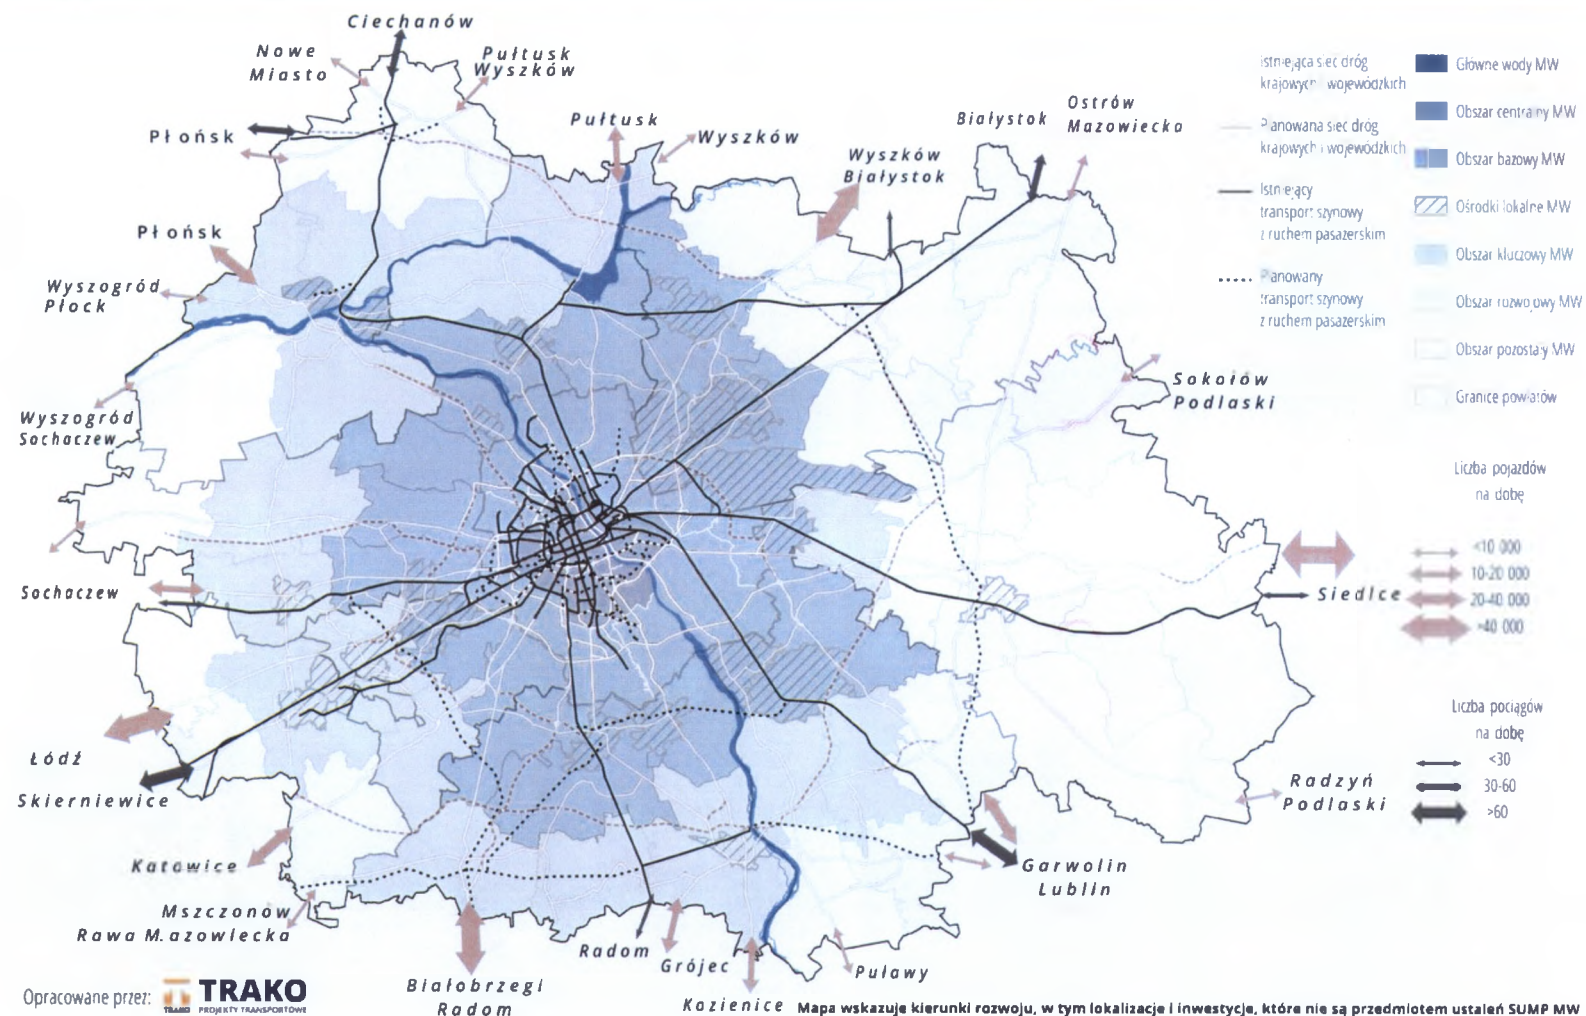 Ciechanów
Nowe
Miasto
Pułtusk
Wyszków
Płońsk
Pułtusk
Wyszków
Wyszków
Białystok
Białystok
Ostrów
Mazowiecka
Płońsk
Wyszogród
Płock
Wyszogród
Sochaczew
Sochaczew
Łódź
Skierniewice
Katowice
Mszczonów
Rawa M.azowiecka
Białobrzegi
Radom
Radom
Grójec
Kozienice
Puławy
Garwolin
Lublin
Radzyń
Podlaski
Siedlce
Sokołów
Podlaski
Istniejąca sieć dróg
krajowych i wojewódzkich
Planowana sieć dróg
krajowych i wojewódzkich
Istniejący
transport szynowy
z ruchem pasażerskim
Planowany
transport szynowy
z ruchem pasażerskim
Główne wody MW
Obszar centralny MW
Obszar bazowy MW
Ośrodki lokalne MW
Obszar kluczowy MW
Obszar rozwojowy MW
Obszar pozostały MW
Granice powiatów
Liczba pojazdów
na dobę
<10 000
10-20 000
20-40 000
>40 000
Liczba pociągów
na dobę
<30
30-60
>60
Opracowane przez:
TRAKO
TRAKO
PROJEKTY TRANSPORTOWE
Mapa wskazuje kierunki rozwoju, w tym lokalizacje i inwestycje, które nie są przedmiotem ustaleń SUMP MW